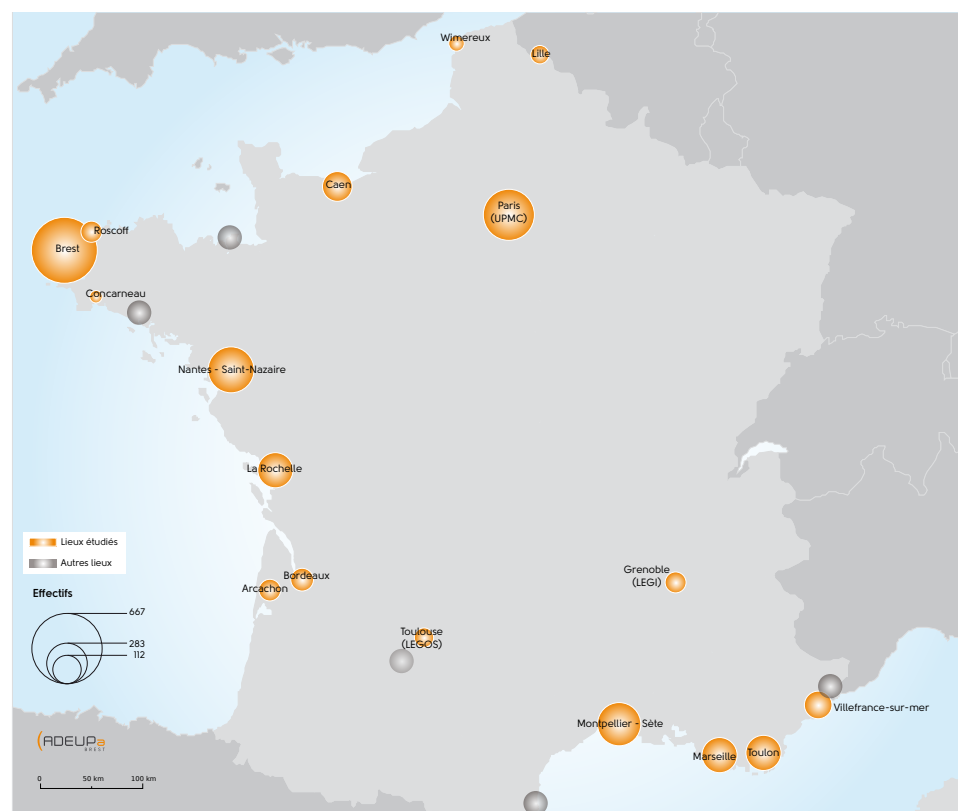 Wimereux
Lille
Caen
Paris
(UPMC)
Roscoff
Brest
Concarneau
Nantes - Saint-Nazaire
La Rochelle
Lieux étudiés
Autres lieux
Effectifs
667
283
112
Bordeaux
Arcachon
Grenoble
(LEGI)
Toulouse
(LEGOS)
Villefranche-sur-mer
Montpellier - Sète
Marseille
Toulon
ADEUPa
BREST
0 50 km 100 km